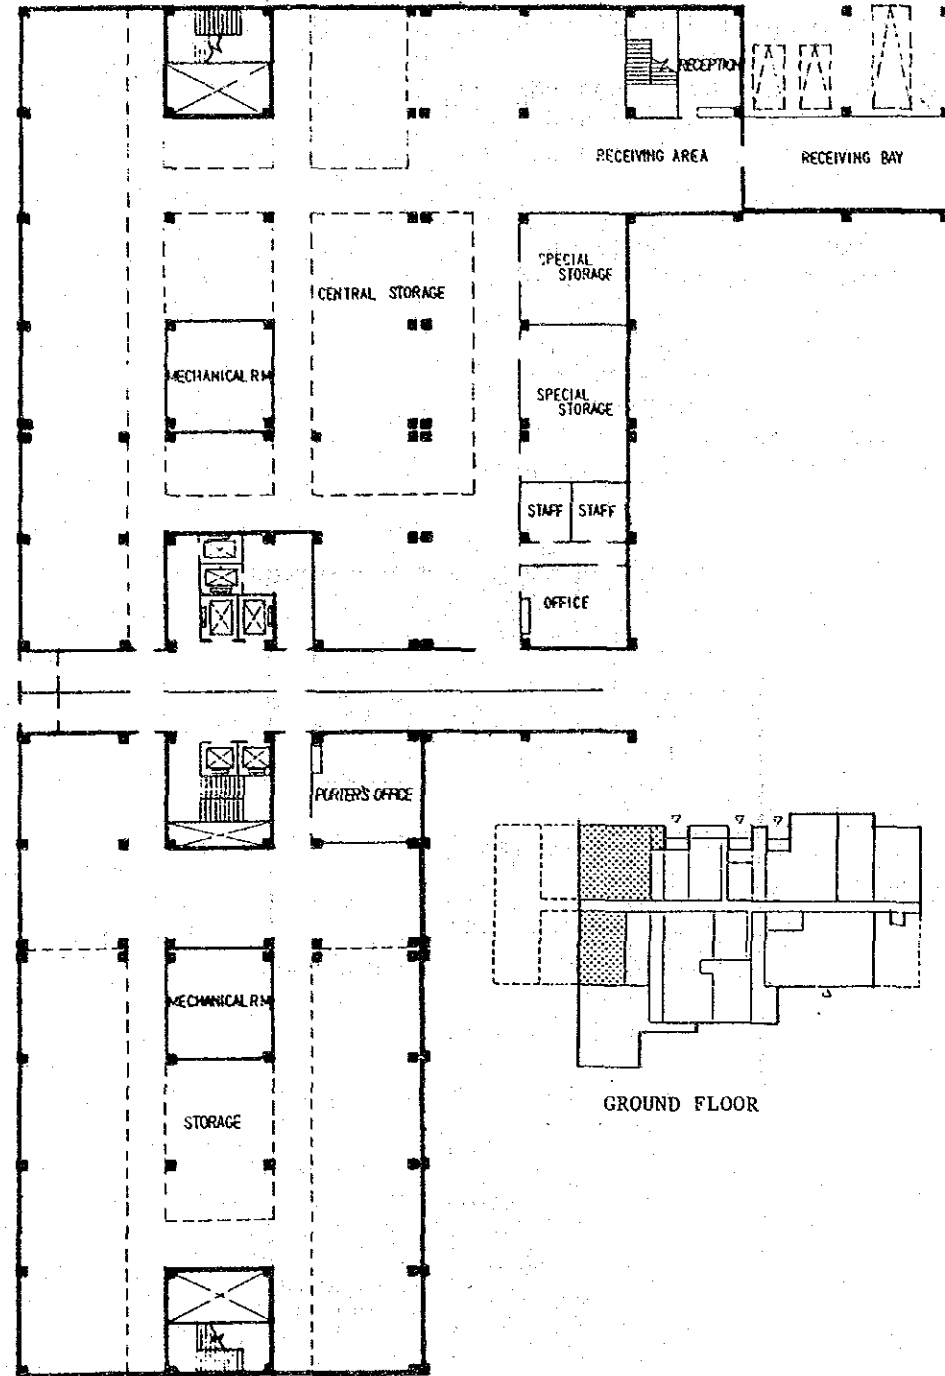 RECEPTION
RECEIVING AREA
RECEIVING BAY
SPECIAL
STORAGE
CENTRAL STORAGE
MECHANICAL RM
SPECIAL
STORAGE
STAFF
STAFF
OFFICE
PORTER'S OFFICE
MECHANICAL RM
STORAGE
GROUND FLOOR